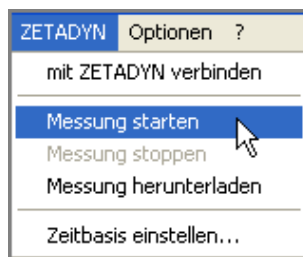 ZETADYN Optionen ?
mit ZETADYN verbinden
Messung starten
Messung stoppen
Messung herunterladen
Zeitbasis einstellen...